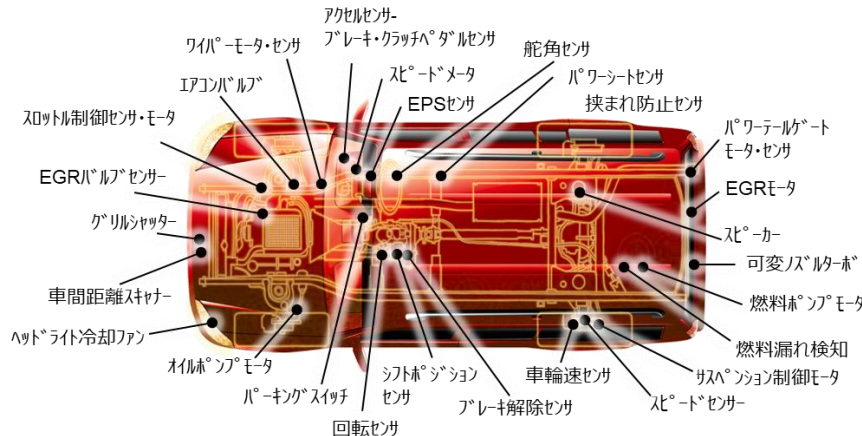 ｱｸｾﾙｾﾝｻ-
ﾌﾞﾚｰｷ・ｸﾗｯﾁﾍﾟﾀﾞﾙｾﾝｻ
ﾜｲﾊﾟｰﾓｰﾀ・ｾﾝｻ
ｽﾋﾟｰﾄﾞﾒｰﾀ
舵角ｾﾝｻ
ｴｱｺﾝﾊﾞﾙﾌﾞ
EPSｾﾝｻ
ﾊﾟﾜｰｼｰﾄｾﾝｻ
挟まれ防止ｾﾝｻ
ｽﾛｯﾄﾙ制御ｾﾝｻ・ﾓｰﾀ
ﾊﾟﾜｰﾃｰﾙｹﾞｰﾄ
ﾓｰﾀ・ｾﾝｻ
EGRﾊﾞﾙﾌﾞｾﾝｻｰ
EGRﾓｰﾀ
ｸﾞﾘﾙｼｬｯﾀｰ
ｽﾋﾟｰｶｰ
車間距離ｽｷｬﾅｰ
可変ﾉｽﾞﾙﾀｰﾎﾞ
燃料ﾎﾟﾝﾌﾟﾓｰﾀ
ﾍｯﾄﾞﾗｲﾄ冷却ﾌｧﾝ
燃料漏れ検知
ｵｲﾙﾎﾟﾝﾌﾟﾓｰﾀ
ｼﾌﾄﾎﾟｼﾞｼｮﾝ
ｾﾝｻ
車輪速ｾﾝｻ
ｻｽﾍﾟﾝｼｮﾝ制御ﾓｰﾀ
ﾊﾟｰｷﾝｸﾞｽｲｯﾁ
ﾌﾞﾚｰｷ解除ｾﾝｻ
ｽﾋﾟｰﾄﾞｾﾝｻｰ
回転ｾﾝｻ